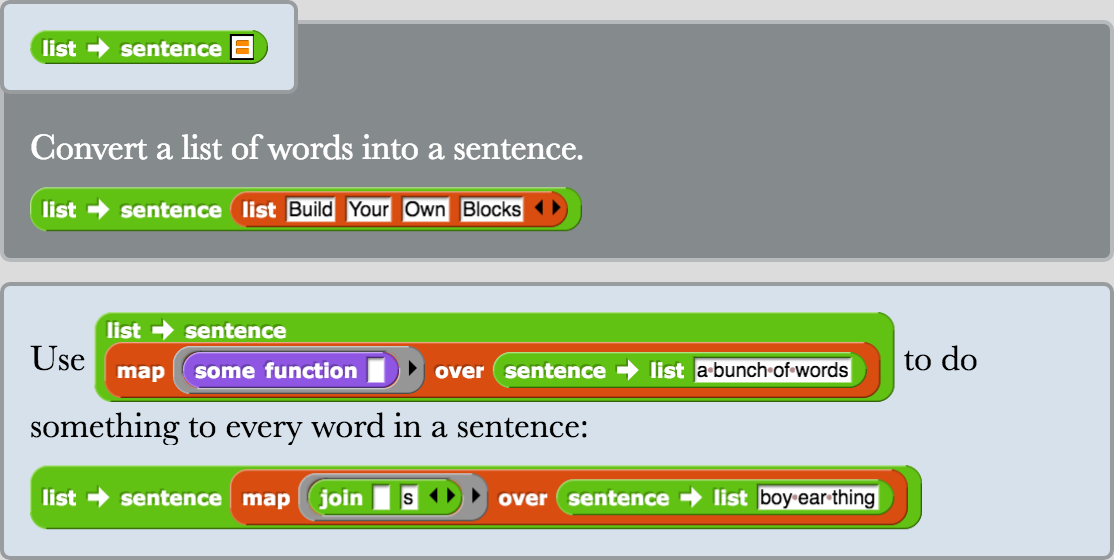 list ➔ sentence
Convert a list of words into a sentence.
list ➔ sentence list Build Your Own Blocks
list ➔ sentence
Use map some function over sentence ➔ list a·bunch·of·words to do
something to every word in a sentence:
list ➔ sentence map join s over sentence ➔ list boy·ear·thing